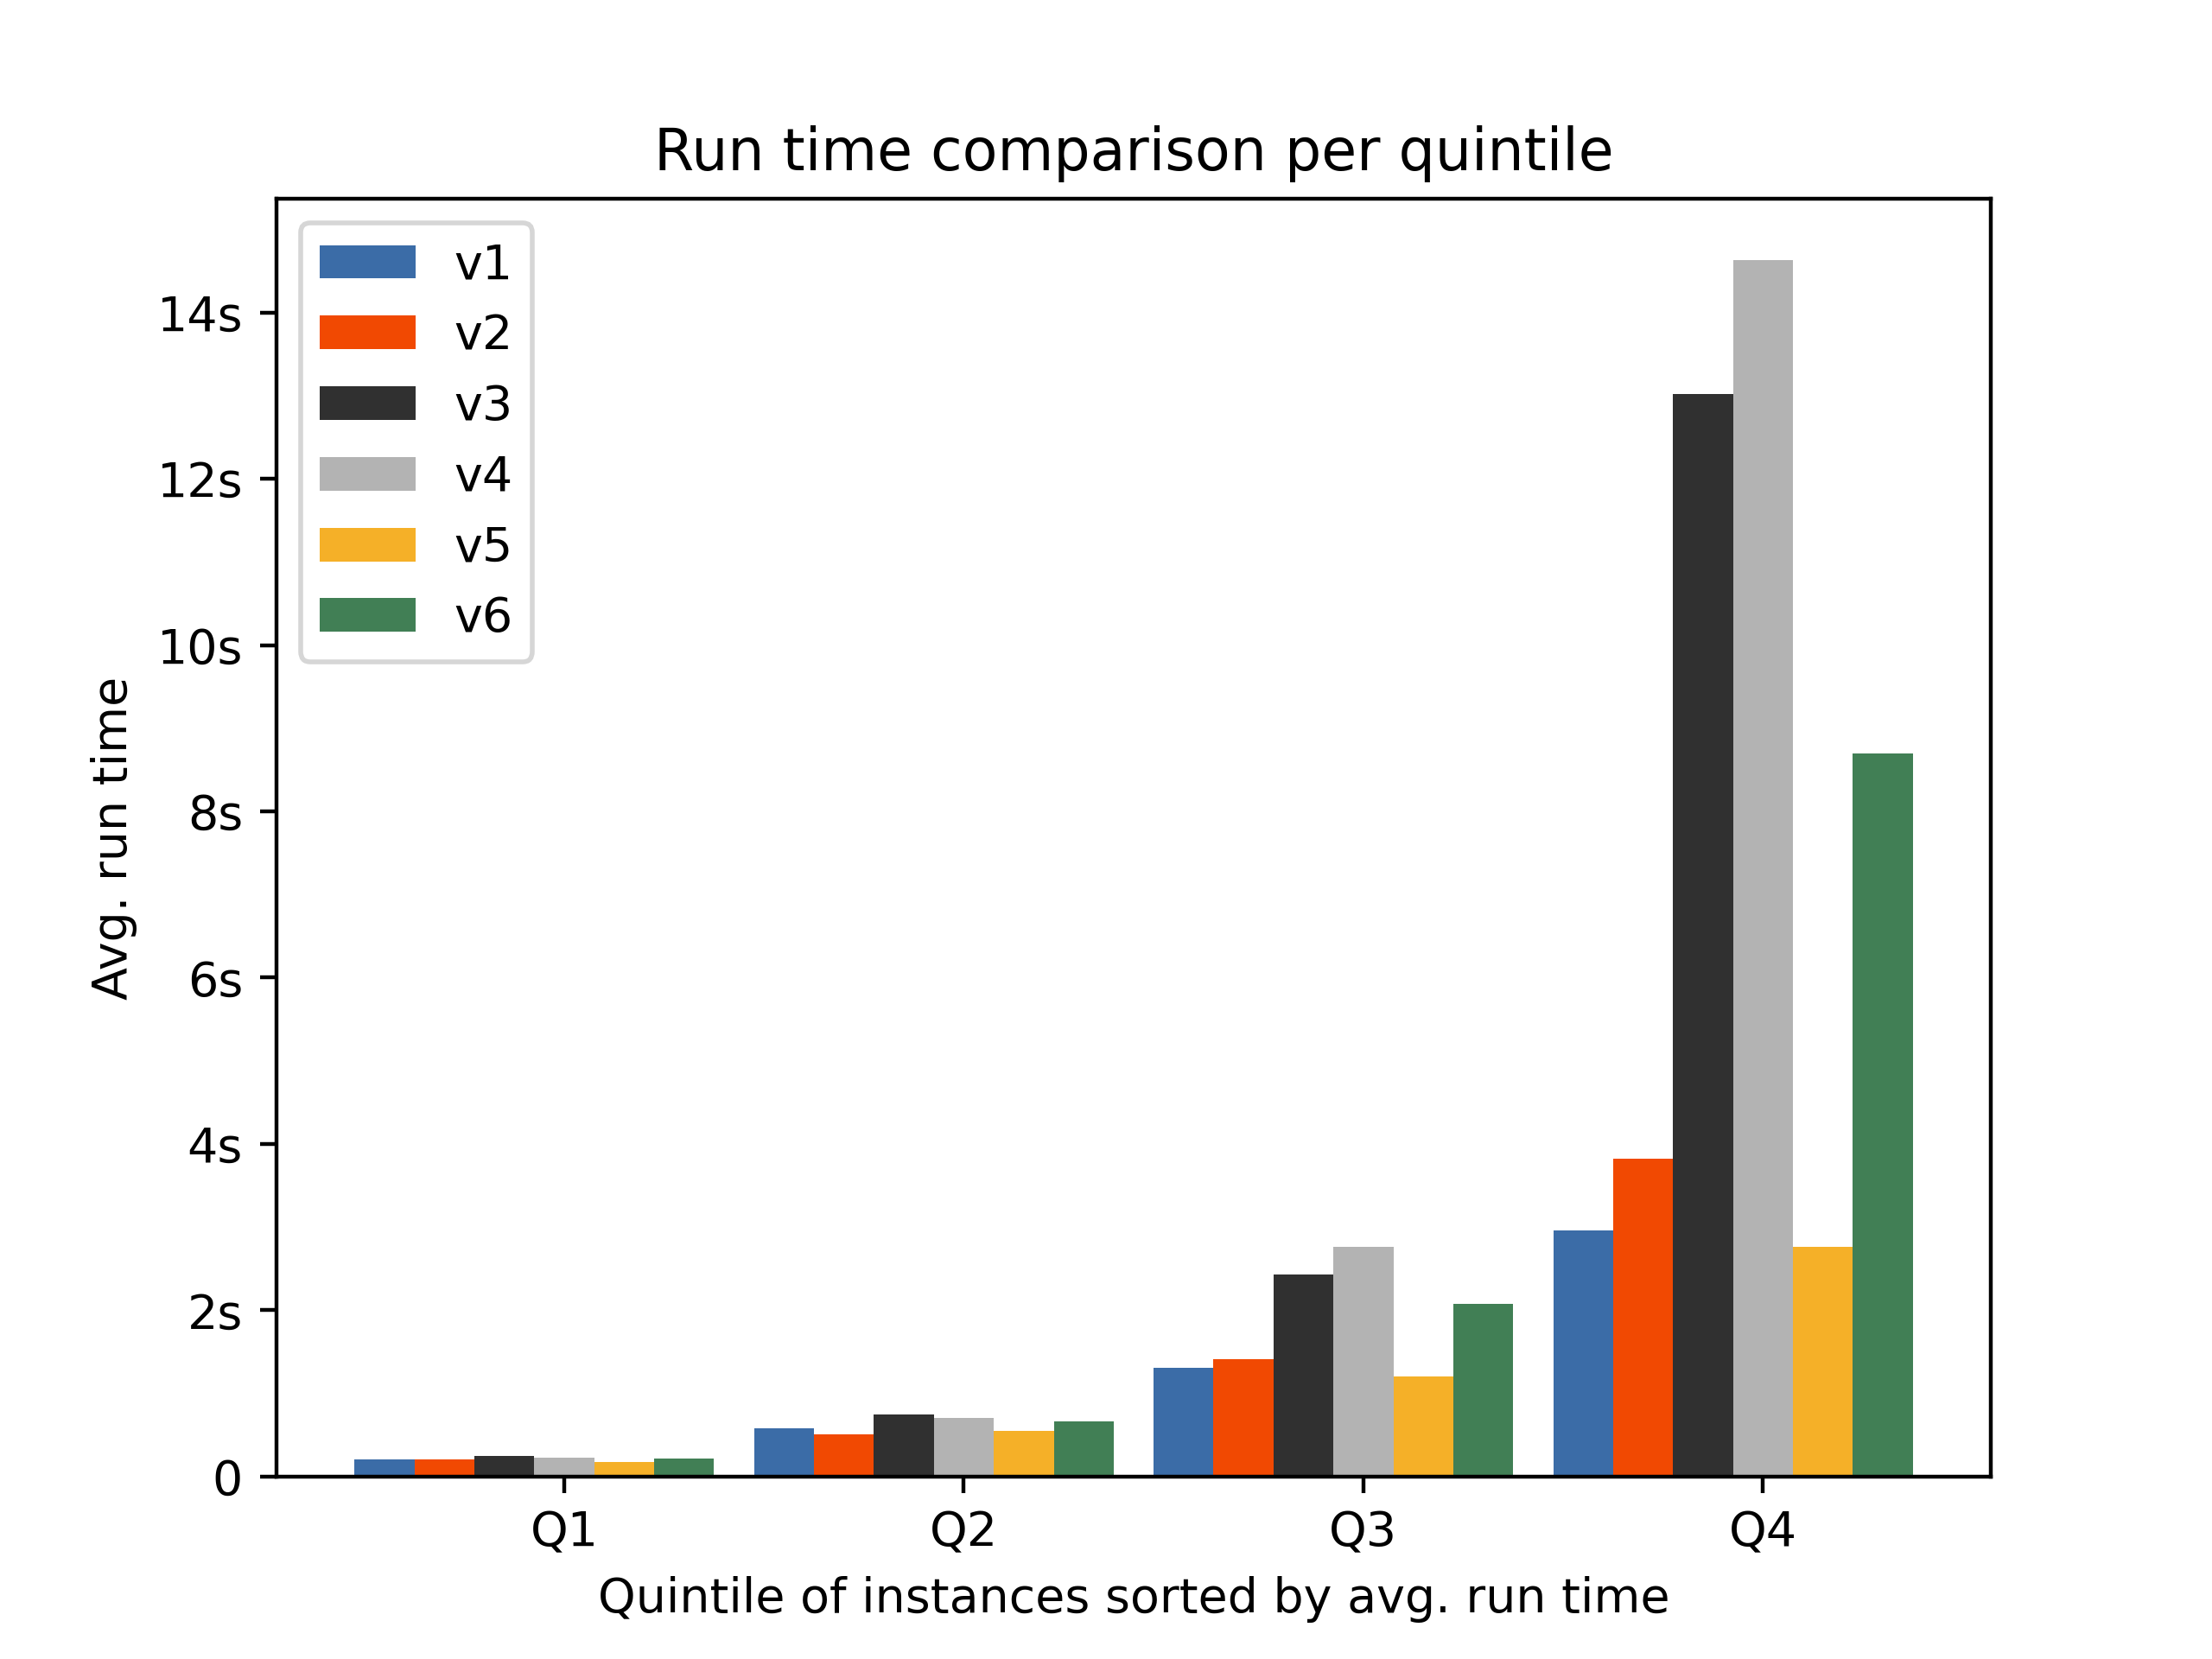 Run time comparison per quintile
v1
v2
v3
v4
v5
v6
14s
12s
10s
8s
6s
4s
2s
0
Avg. run time
Q1 Q2 Q3 Q4
Quintile of instances sorted by avg. run time